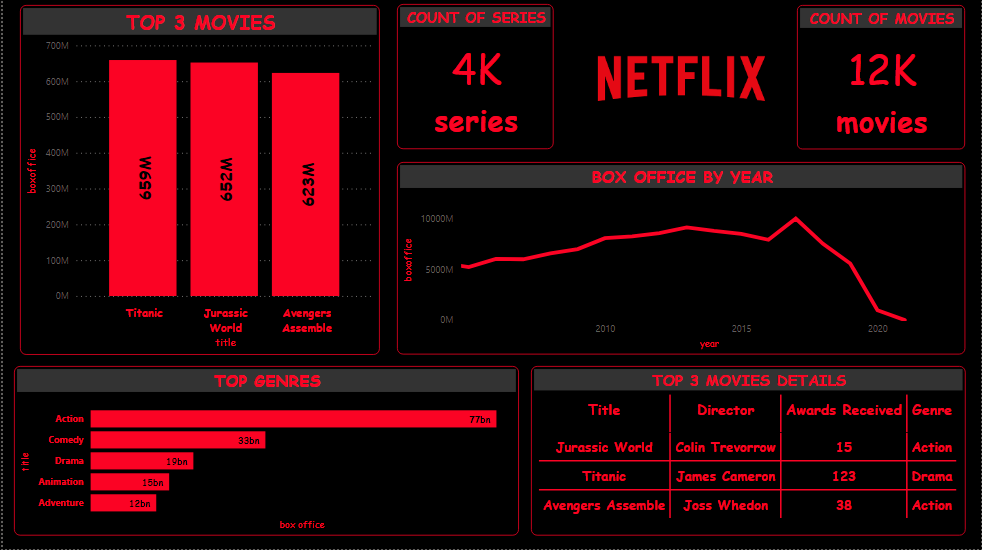 TOP 3 MOVIES
boxoffice
700M
600M
500M
400M
300M
200M
100M
0M
659M
652M
623M
Titanic
Jurassic
World
Avengers
Assemble
title
COUNT OF SERIES
4K
series
NETFLIX
COUNT OF MOVIES
12K
movies
BOX OFFICE BY YEAR
boxoffice
10000M
5000M
0M
2010 2015 2020
year
TOP GENRES
title
Action 77bn
Comedy 33bn
Drama 19bn
Animation 15bn
Adventure 12bn
box office
TOP 3 MOVIES DETAILS
Title Director Awards Received Genre
Jurassic World Colin Trevorrow 15 Action
Titanic James Cameron 123 Drama
Avengers Assemble Joss Whedon 38 Action